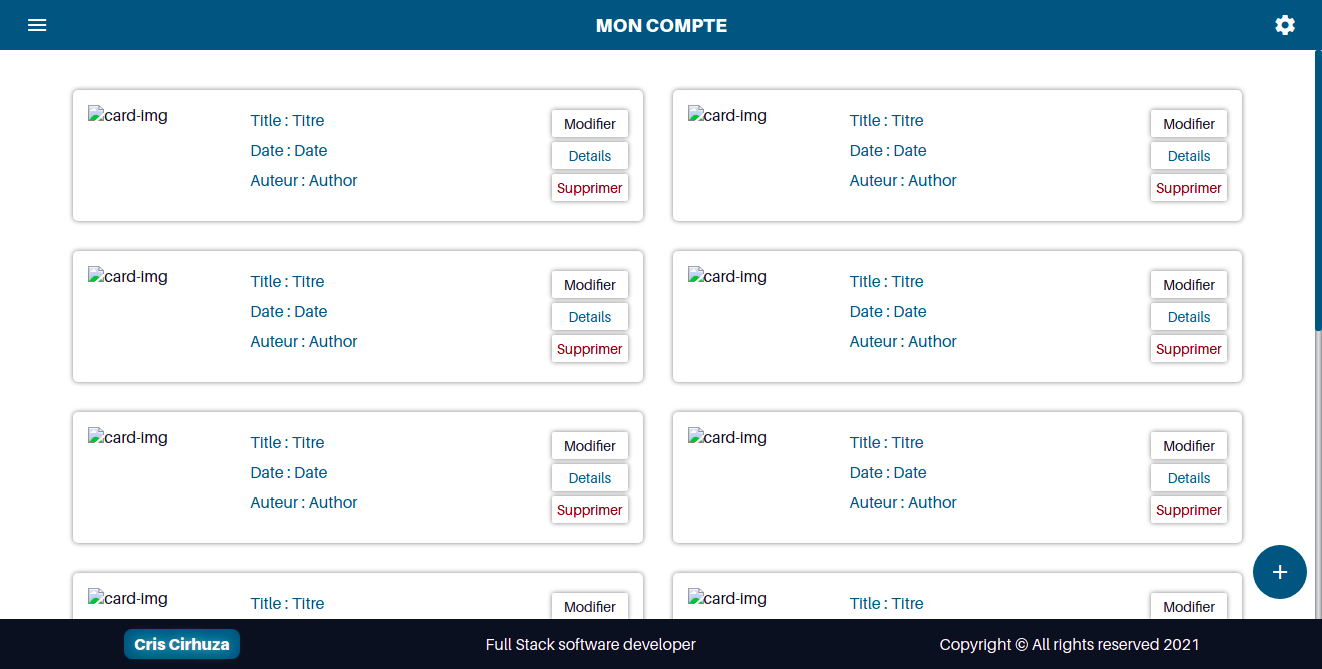 MON COMPTE
card-img
Title : Titre
Date : Date
Auteur : Author
Modifier
Details
Supprimer
card-img
Title : Titre
Date : Date
Auteur : Author
Modifier
Details
Supprimer
card-img
Title : Titre
Date : Date
Auteur : Author
Modifier
Details
Supprimer
card-img
Title : Titre
Date : Date
Auteur : Author
Modifier
Details
Supprimer
card-img
Title : Titre
Date : Date
Auteur : Author
Modifier
Details
Supprimer
card-img
Title : Titre
Date : Date
Auteur : Author
Modifier
Details
Supprimer
card-img
Title : Titre
Modifier
card-img
Title : Titre
Modifier
+
Cris Cirhuza
Full Stack software developer
Copyright © All rights reserved 2021